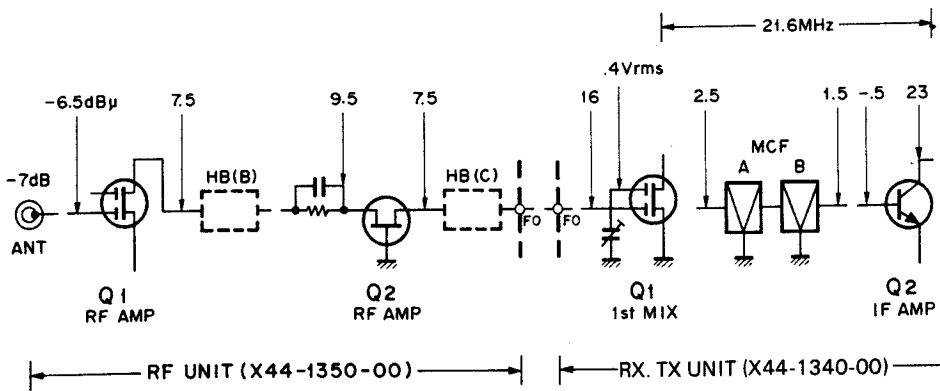 21.6MHz
-6.5dBμ
7.5
9.5
7.5
.4Vrms
16
2.5
1.5
-.5
23
-7dB
ANT
HB(B)
HB(C)
FO
FO
MCF
A
B
Q1
RF AMP
Q2
RF AMP
Q1
1st MIX
Q2
IF AMP
RF UNIT (X44-1350-00)
RX. TX UNIT (X44-1340-00)